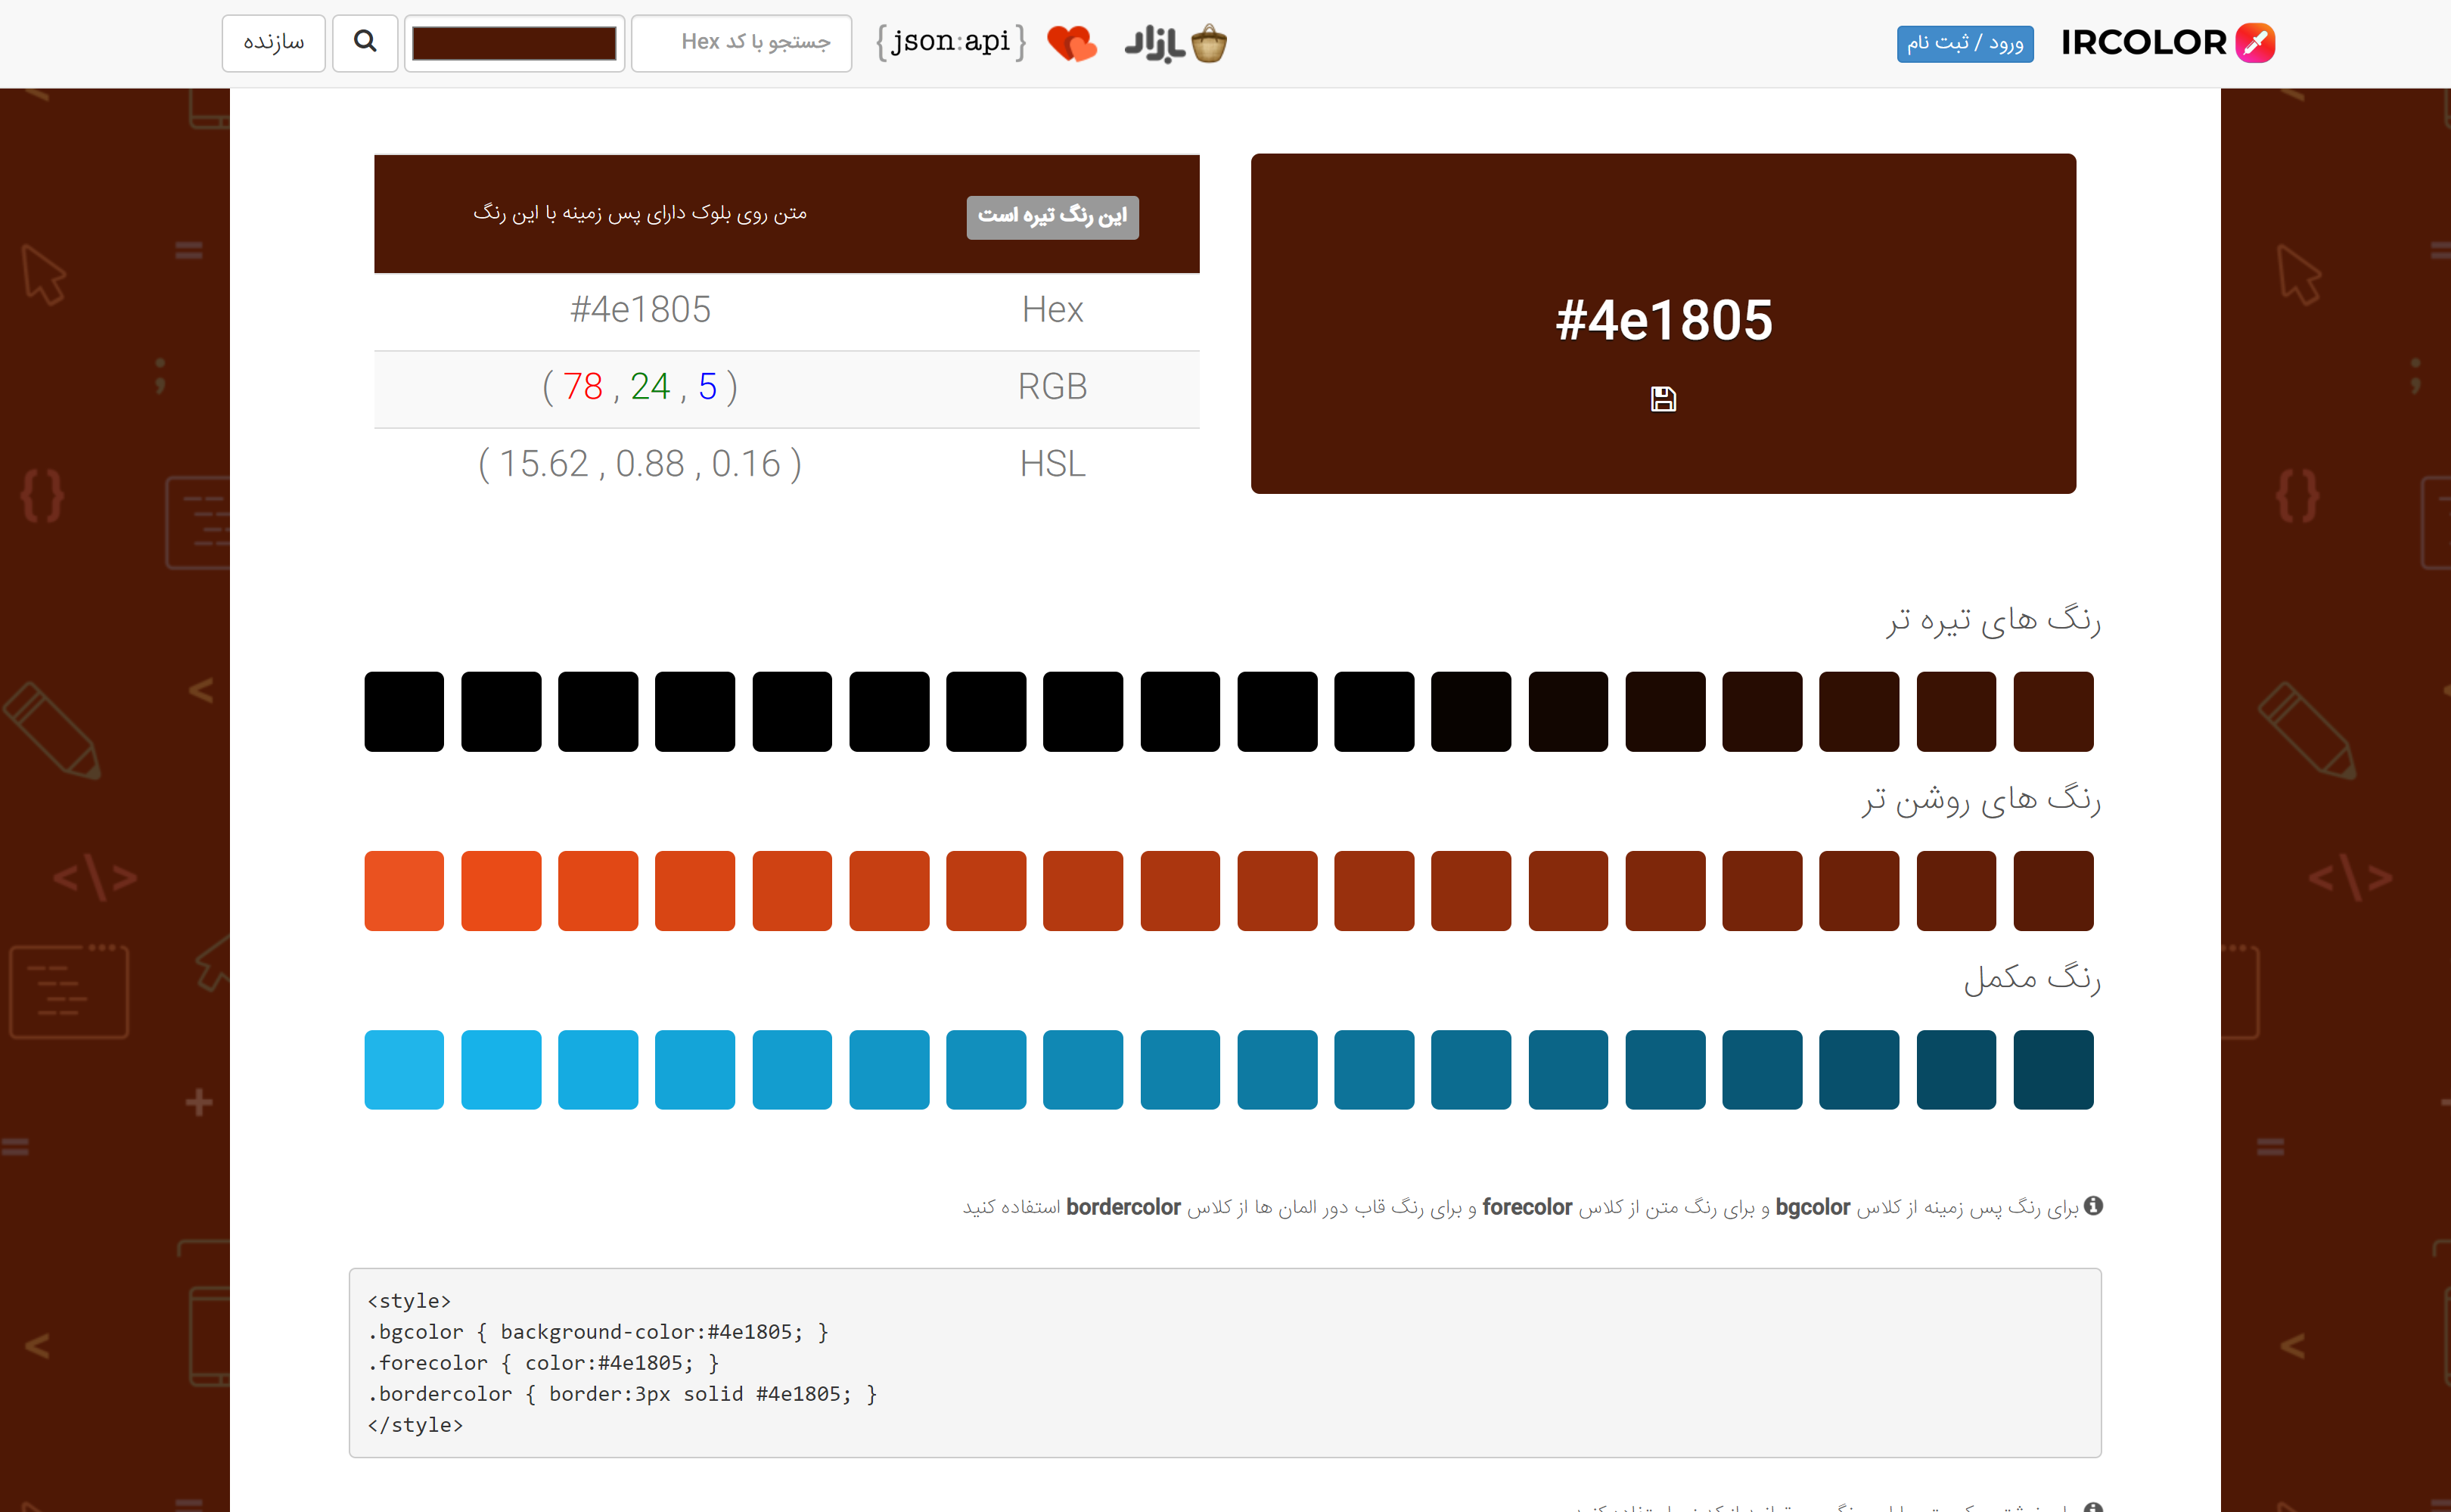 IRCOLOR
ورود / ثبت نام
بازار
{json:api}
جستجو با کد Hex
سازنده
#4e1805
این رنگ تیره است
متن روی بلوک دارای پس زمینه با این رنگ
Hex
#4e1805
RGB
( 78 , 24 , 5 )
HSL
( 15.62 , 0.88 , 0.16 )
رنگ های تیره تر
رنگ های روشن تر
رنگ مکمل
برای رنگ پس زمینه از کلاس bgcolor و برای رنگ متن از کلاس forecolor و برای رنگ قاب دور المان ها از کلاس bordercolor استفاده کنید
<style>
.bgcolor { background-color:#4e1805; }
.forecolor { color:#4e1805; }
.bordercolor { border:3px solid #4e1805; }
</style>